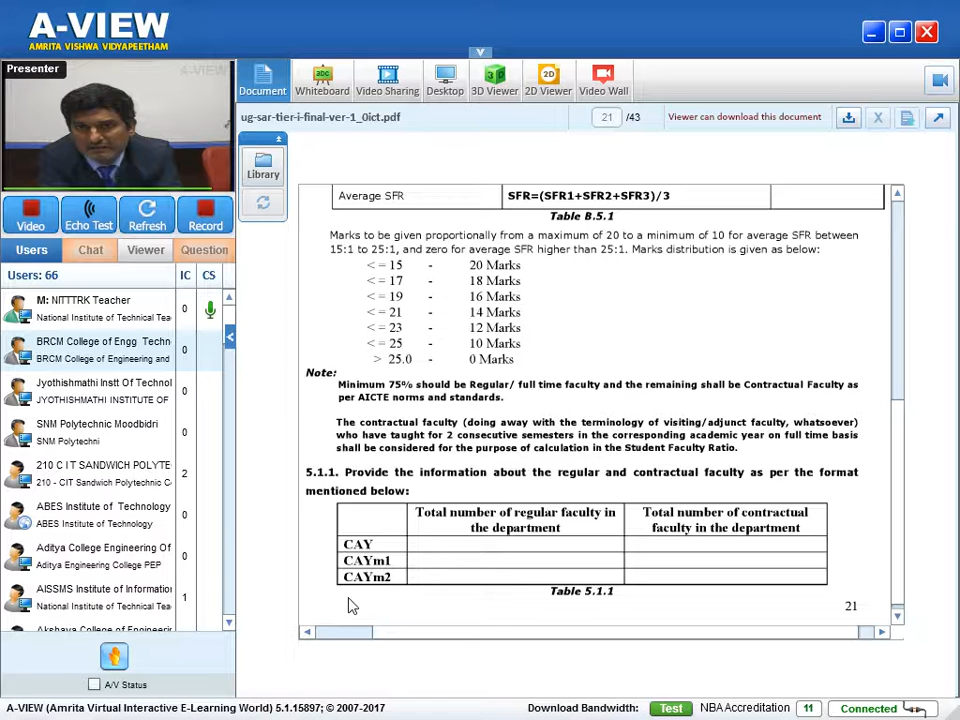 A-VIEW
AMRITA VISHWA VIDYAPEETHAM
Presenter
A-VIEW
Video
Echo Test
Refresh
Record
Users
Chat
Viewer
Question
Users: 66
IC
CS
M: NITTTRK Teacher
National Institute of Technical Tea
0
BRCM College of Engg Techn
BRCM College of Engineering and
0
Jyothishmathi Instt Of Technol
JYOTHISHMATHI INSTITUTE OF
0
SNM Polytechnic Moodbidri
SNM Polytechni
0
210 C I T SANDWICH POLYTE
210 - CIT Sandwich Polytechnic C
2
ABES Institute of Technology
ABES Institute of Technology
0
Aditya College Engineering Of
Aditya Engineering College PEP
0
AISSMS Institute of Informatior
National Institute of Technical Tea
1
Akshaya College of Engineerir
A/V Status
Document
abc
Whiteboard
Video Sharing
Desktop
3D
3D Viewer
2D
2D Viewer
Video Wall
ug-sar-tier-i-final-ver-1_0ict.pdf
21 /43
Viewer can download this document
X
Library
Average SFR
SFR=(SFR1+SFR2+SFR3)/3
Table B.5.1
Marks to be given proportionally from a maximum of 20 to a minimum of 10 for average SFR between
15:1 to 25:1, and zero for average SFR higher than 25:1. Marks distribution is given as below:
< = 15 - 20 Marks
< = 17 - 18 Marks
< = 19 - 16 Marks
< = 21 - 14 Marks
< = 23 - 12 Marks
< = 25 - 10 Marks
> 25.0 - 0 Marks
Note:
Minimum 75% should be Regular/ full time faculty and the remaining shall be Contractual Faculty as
per AICTE norms and standards.
The contractual faculty (doing away with the terminology of visiting/adjunct faculty, whatsoever)
who have taught for 2 consecutive semesters in the corresponding academic year on full time basis
shall be considered for the purpose of calculation in the Student Faculty Ratio.
5.1.1. Provide the information about the regular and contractual faculty as per the format
mentioned below:
Total number of regular faculty in
the department
Total number of contractual
faculty in the department
CAY
CAYm1
CAYm2
Table 5.1.1
21
A-VIEW (Amrita Virtual Interactive E-Learning World) 5.1.15897; © 2007-2017
Download Bandwidth:
Test
NBA Accreditation
11
Connected